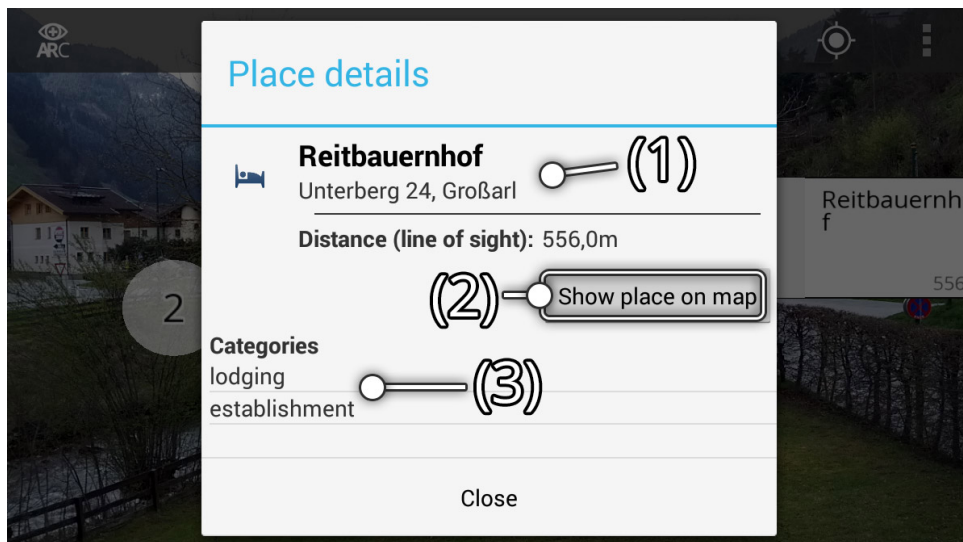 ARC
Place details
Reitbauernhof
Unterberg 24, Großarl
(1)
Distance (line of sight): 556,0m
(2)
Show place on map
Categories
lodging
establishment
(3)
Close
2
Reitbauernh
f
556